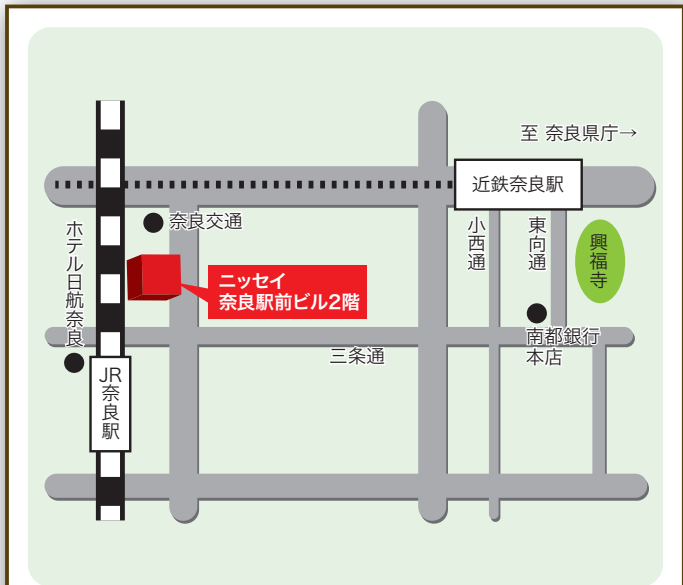 至 奈良県庁→
近鉄奈良駅
奈良交通
小西通
東向通
興福寺
ホテル日航奈良
ニッセイ
奈良駅前ビル2階
南都銀行
本店
三条通
JR
奈良駅